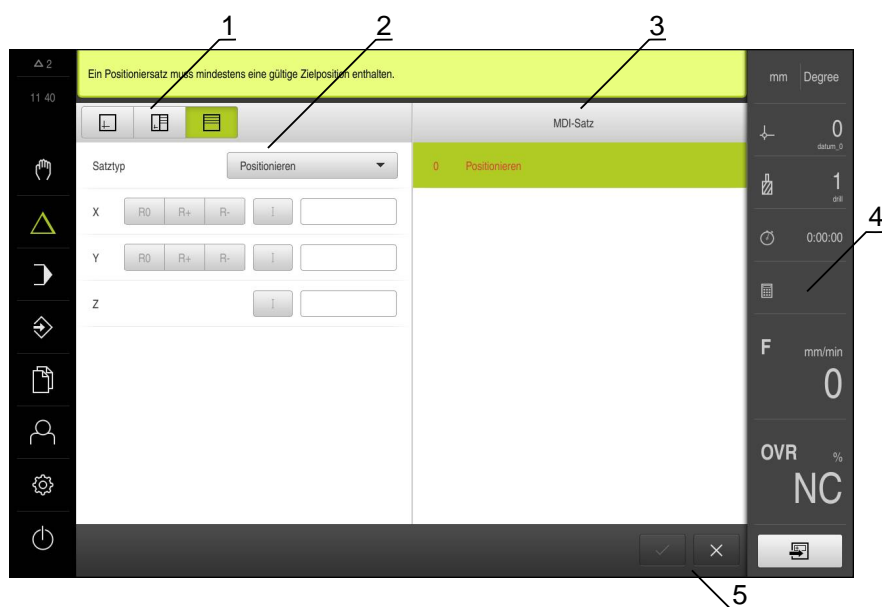 1 2 3
2
11 40
Ein Positioniersatz muss mindestens eine gültige Zielposition enthalten.
MDI-Satz
Satztyp Positionieren
X R0 R+ R- I
Y R0 R+ R- I
Z I
0 Positionieren
mm Degree
0
datum_0
1
drill
0:00:00
4
F mm/min
0
OVR %
NC
5